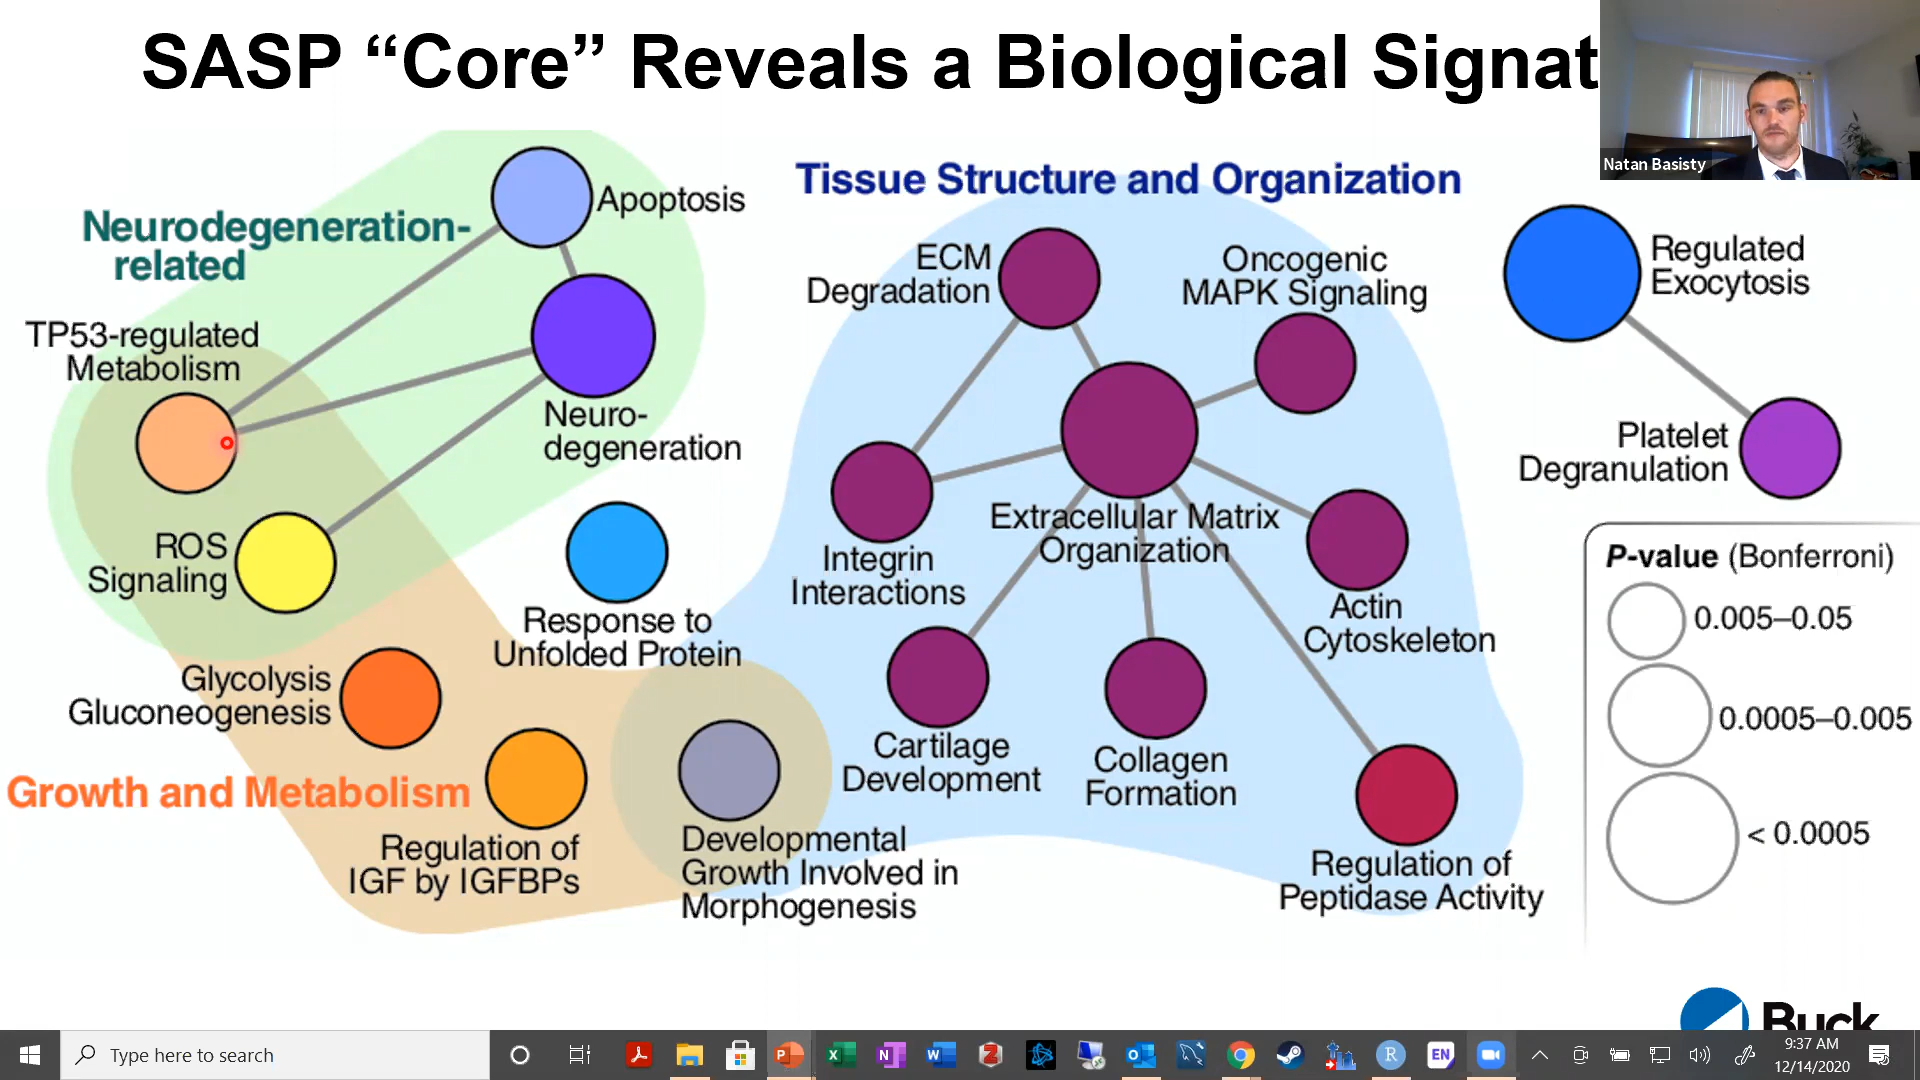 SASP “Core” Reveals a Biological Signat
Natan Basisty
Neurodegeneration-
related
Apoptosis
TP53-regulated
Metabolism
Neuro-
degeneration
ROS
Signaling
Response to
Unfolded Protein
Glycolysis
Gluconeogenesis
Growth and Metabolism
Regulation of
IGF by IGFBPs
Developmental
Growth Involved in
Morphogenesis
Tissue Structure and Organization
ECM
Degradation
Oncogenic
MAPK Signaling
Extracellular Matrix
Organization
Integrin
Interactions
Actin
Cytoskeleton
Cartilage
Development
Collagen
Formation
Regulation of
Peptidase Activity
Regulated
Exocytosis
Platelet
Degranulation
P-value (Bonferroni)
0.005–0.05
0.0005–0.005
< 0.0005
Buck
Type here to search
EN
9:37 AM
12/14/2020